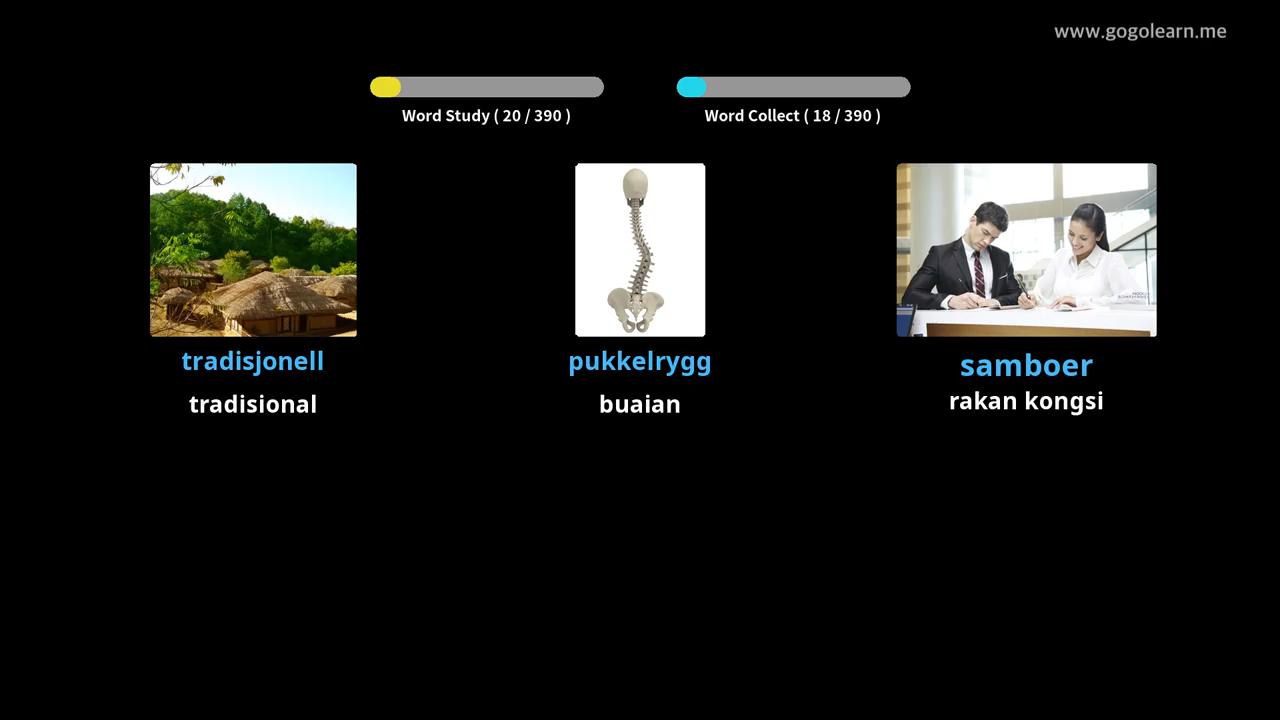 www.gogolearn.me
Word Study ( 20 / 390 )
Word Collect ( 18 / 390 )
tradisjonell
tradisional
pukkelrygg
buaian
samboer
rakan kongsi